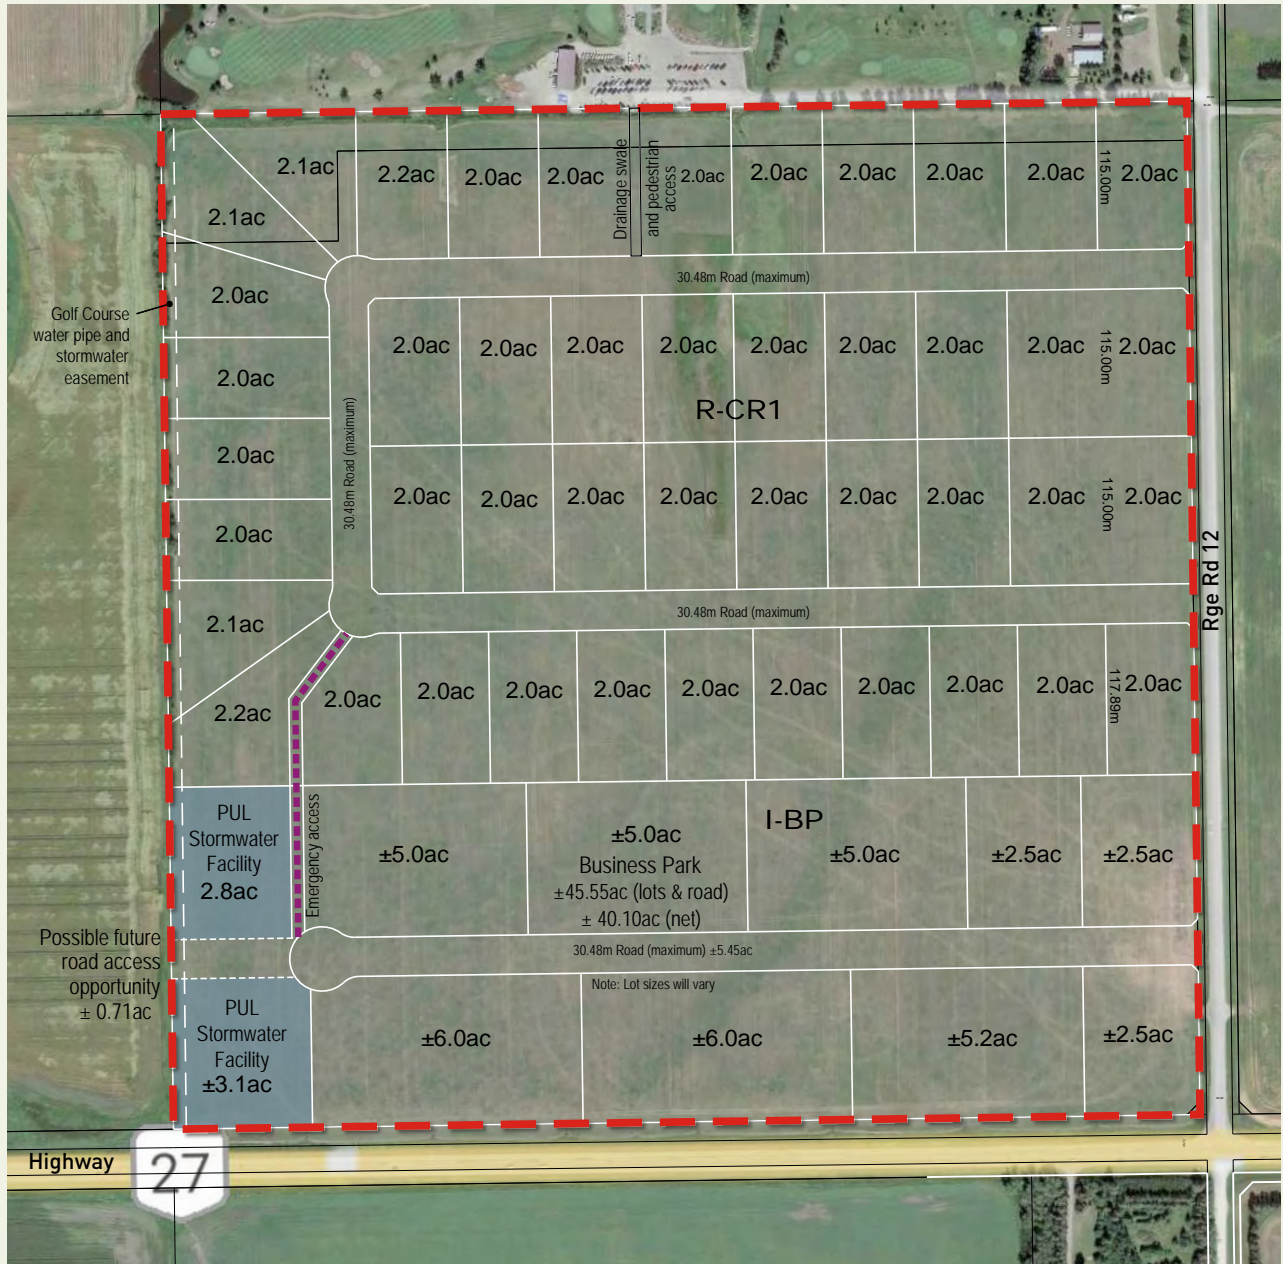 2.1ac
2.2ac
2.0ac
2.0ac
Drainage swale
and pedestrian
access
2.0ac
2.0ac
2.0ac
2.0ac
2.0ac
115.00m
2.0ac
2.1ac
30.48m Road (maximum)
2.0ac
Golf Course
water pipe and
stormwater
easement
2.0ac
2.0ac
2.0ac
2.0ac
2.0ac
2.0ac
2.0ac
2.0ac
115.00m
2.0ac
2.0ac
R-CR1
30.48m Road (maximum)
2.0ac
2.0ac
2.0ac
2.0ac
2.0ac
2.0ac
2.0ac
2.0ac
2.0ac
115.00m
2.0ac
2.0ac
Rge Rd 12
30.48m Road (maximum)
2.1ac
2.2ac
2.0ac
2.0ac
2.0ac
2.0ac
2.0ac
2.0ac
2.0ac
2.0ac
2.0ac
117.89m
2.0ac
PUL
Stormwater
Facility
2.8ac
Emergency access
I-BP
±5.0ac
±5.0ac
Business Park
±45.55ac (lots & road)
± 40.10ac (net)
±5.0ac
±2.5ac
±2.5ac
Possible future
road access
opportunity
± 0.71ac
30.48m Road (maximum) ±5.45ac
Note: Lot sizes will vary
PUL
Stormwater
Facility
±3.1ac
±6.0ac
±6.0ac
±5.2ac
±2.5ac
Highway
27